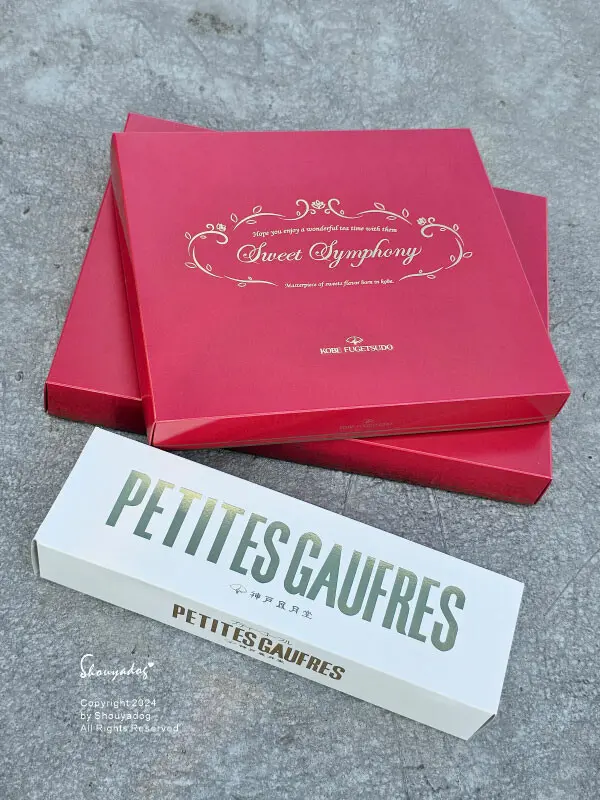 Hope you enjoy a wonderful tea time with them
Sweet Symphony
Masterpiece of sweets flavor born in kobe.
KOBE FUGETSUDO
PETITES GAUFRES
神戸凮月堂
PETITES GAUFRES
Shouyadog
Copyright 2024
by Shouyadog
All Rights Reserved